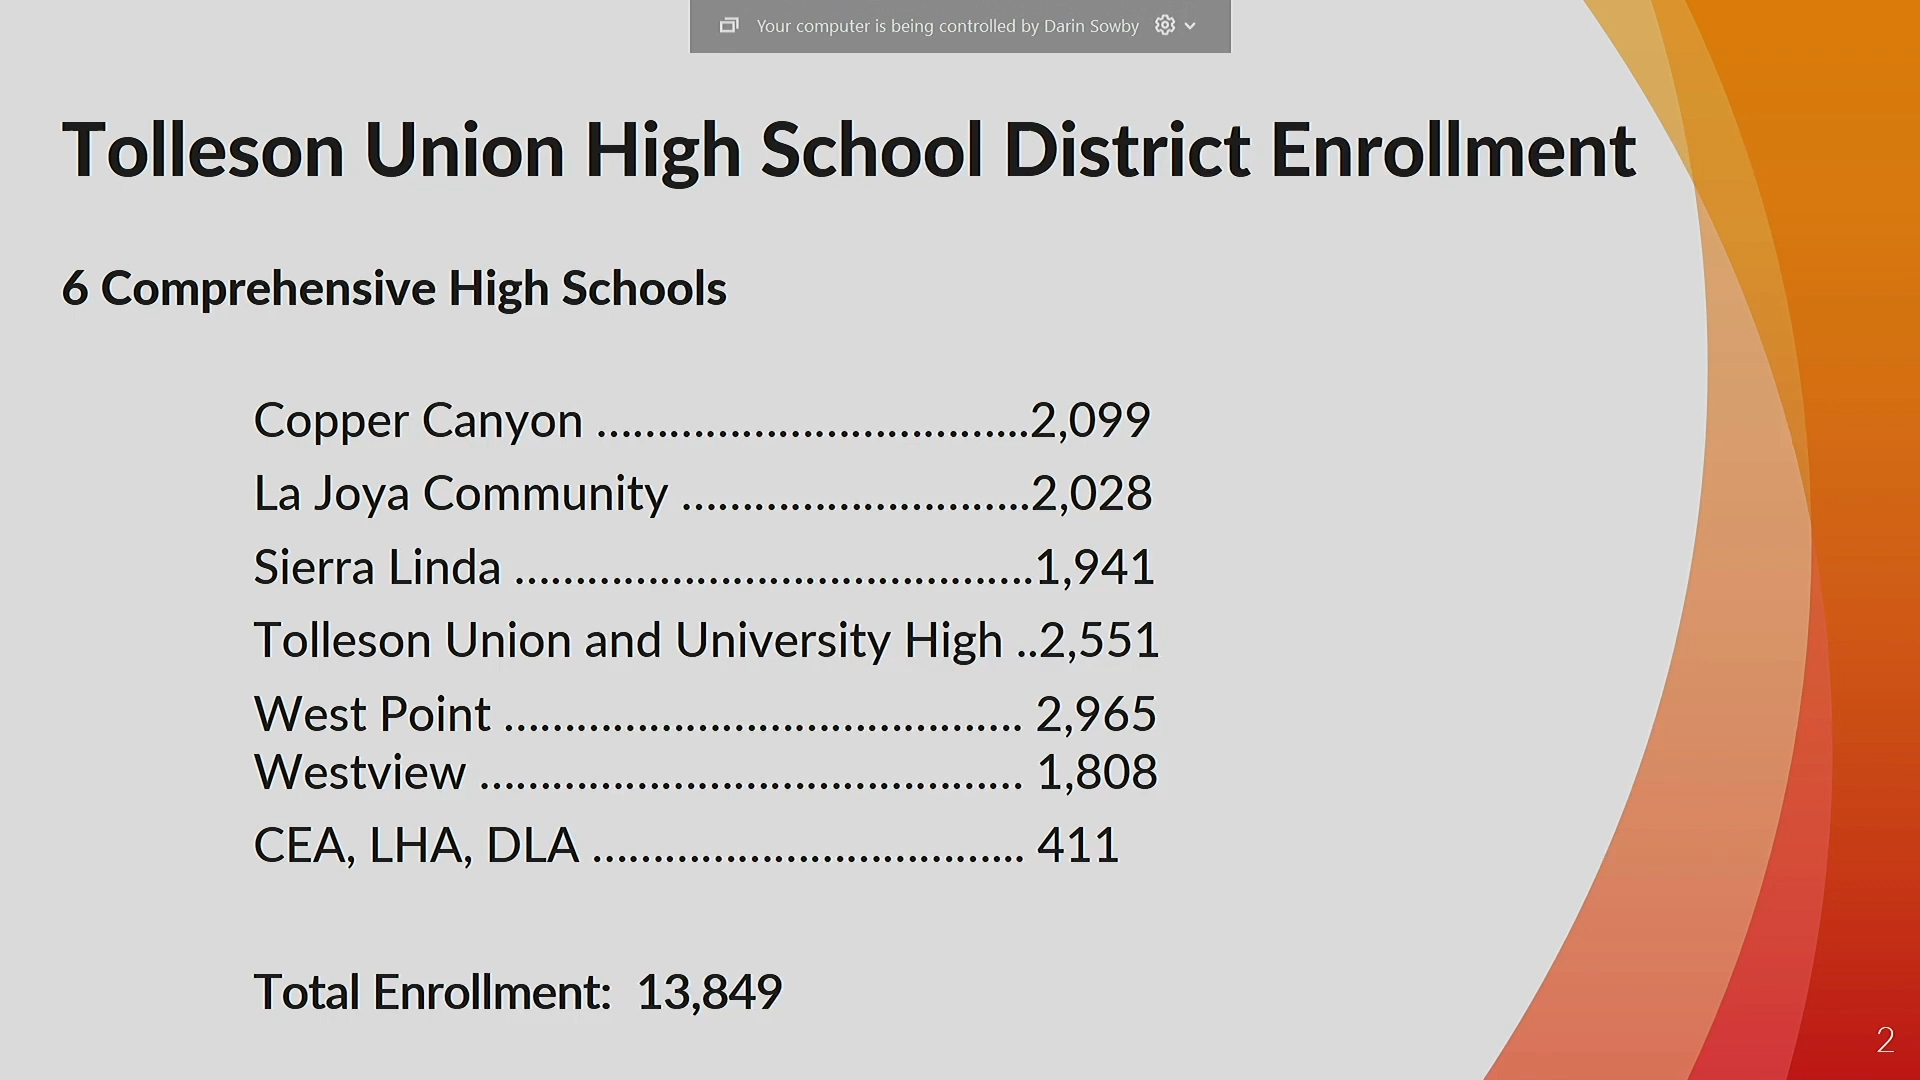 Your computer is being controlled by Darin Sowby
Tolleson Union High School District Enrollment
6 Comprehensive High Schools
Copper Canyon …………………………......2,099
La Joya Community ………………………..2,028
Sierra Linda …………………………………….1,941
Tolleson Union and University High ..2,551
West Point ……………………………………. 2,965
Westview ……………………………………… 1,808
CEA, LHA, DLA ……………………………... 411
Total Enrollment: 13,849
2